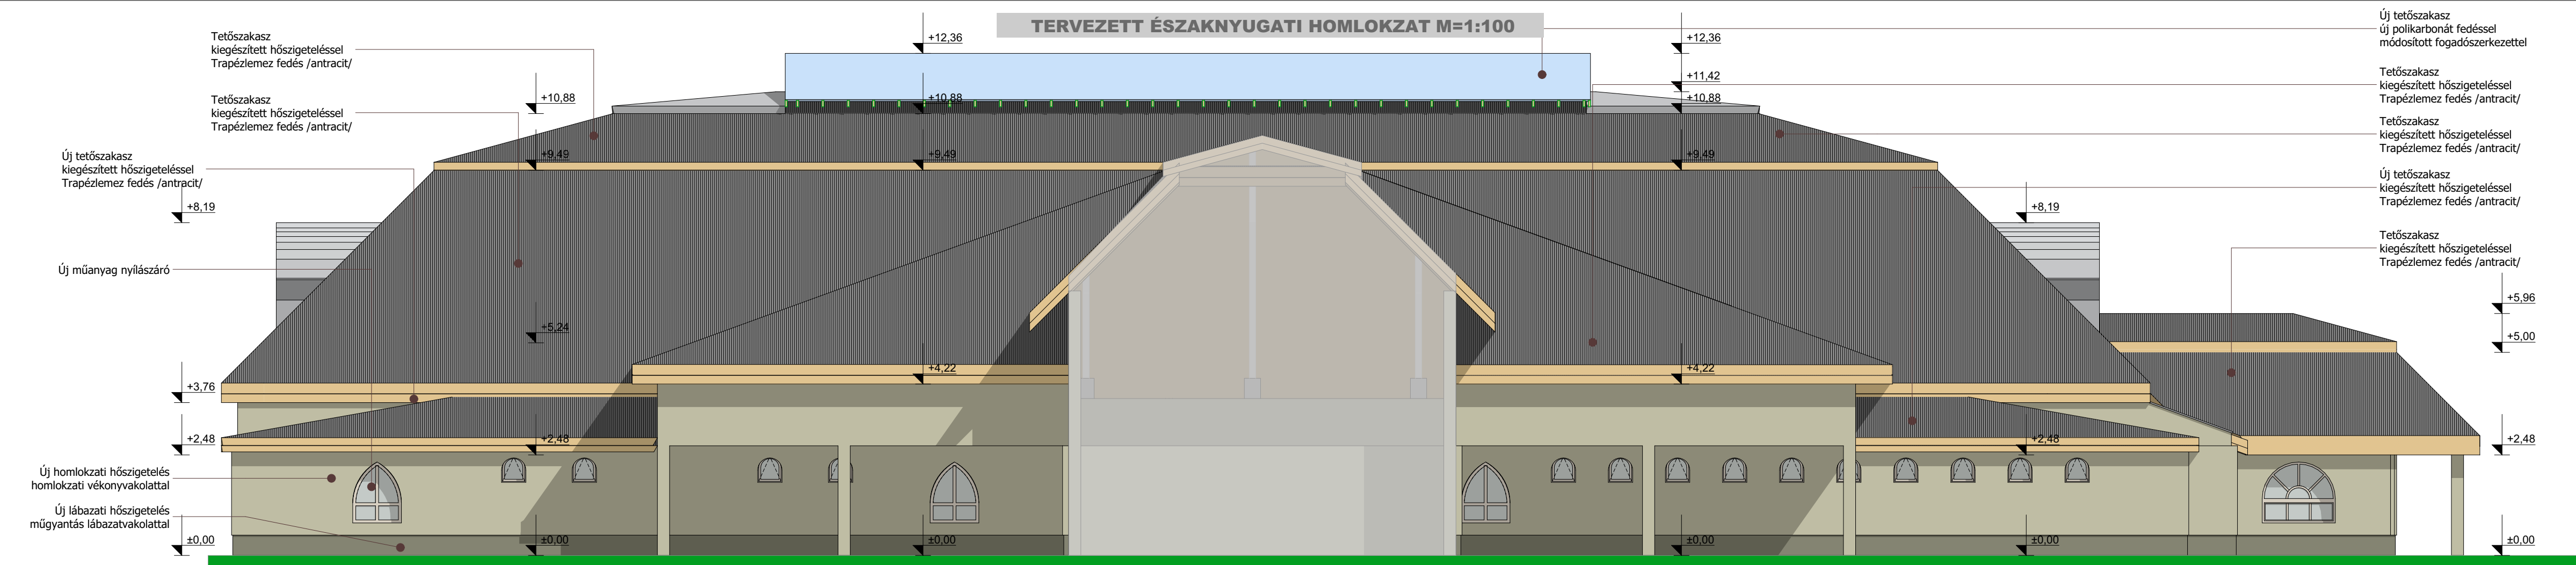 TERVEZETT ÉSZAKNYUGATI HOMLOKZAT M=1:100
Tetőszakasz
kiegészített hőszigeteléssel
Trapézlemez fedés /antracit/
Tetőszakasz
kiegészített hőszigeteléssel
Trapézlemez fedés /antracit/
Új tetőszakasz
kiegészített hőszigeteléssel
Trapézlemez fedés /antracit/
+8,19
Új műanyag nyílászáró
+3,76
+2,48
Új homlokzati hőszigetelés
homlokzati vékonyvakolattal
Új lábazati hőszigetelés
műgyantás lábazatvakolattal
±0,00
+10,88
+9,49
+5,24
+2,48
±0,00
+12,36
+10,88
+9,49
+4,22
±0,00
+12,36
+11,42
+10,88
+9,49
+4,22
±0,00
+8,19
+2,48
±0,00
Új tetőszakasz
új polikarbonát fedéssel
módosított fogadószerkezettel
Tetőszakasz
kiegészített hőszigeteléssel
Trapézlemez fedés /antracit/
Tetőszakasz
kiegészített hőszigeteléssel
Trapézlemez fedés /antracit/
Új tetőszakasz
kiegészített hőszigeteléssel
Trapézlemez fedés /antracit/
Tetőszakasz
kiegészített hőszigeteléssel
Trapézlemez fedés /antracit/
+5,96
+5,00
+2,48
±0,00